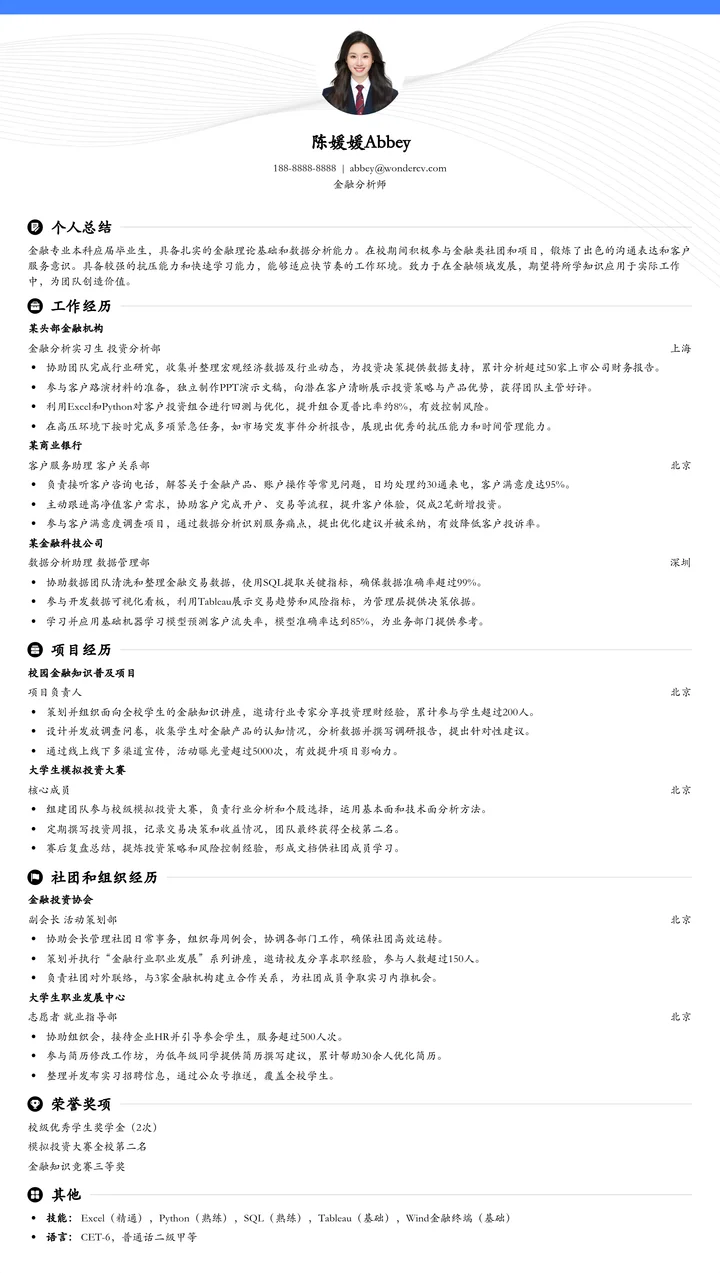 陈媛媛Abbey
188-8888-8888 | abbey@wondercv.com
金融分析师
个人总结
金融专业本科应届毕业生，具备扎实的金融理论基础和数据分析能力。在校期间积极参与金融类社团和项目，锻炼了出色的沟通表达和客户
服务意识。具备较强的抗压能力和快速学习能力，能够适应快节奏的工作环境。致力于在金融领域发展，期望将所学知识应用于实际工作
中，为团队创造价值。
工作经历
某头部金融机构
金融分析实习生 投资分析部 上海
• 协助团队完成行业研究，收集并整理宏观经济数据及行业动态，为投资决策提供数据支持，累计分析超过50家上市公司财务报告。
• 参与客户路演材料的准备，独立制作PPT演示文稿，向潜在客户清晰展示投资策略与产品优势，获得团队主管好评。
• 利用Excel和Python对客户投资组合进行回测与优化，提升组合夏普比率约8%，有效控制风险。
• 在高压环境下按时完成多项紧急任务，如市场突发事件分析报告，展现出优秀的抗压能力和时间管理能力。
某商业银行
客户服务助理 客户关系部 北京
• 负责接听客户咨询电话，解答关于金融产品、账户操作等常见问题，日均处理约30通来电，客户满意度达95%。
• 主动跟进高净值客户需求，协助客户完成开户、交易等流程，提升客户体验，促成2笔新增投资。
• 参与客户满意度调查项目，通过数据分析识别服务痛点，提出优化建议并被采纳，有效降低客户投诉率。
某金融科技公司
数据分析助理 数据管理部 深圳
• 协助数据团队清洗和整理金融交易数据，使用SQL提取关键指标，确保数据准确率超过99%。
• 参与开发数据可视化看板，利用Tableau展示交易趋势和风险指标，为管理层提供决策依据。
• 学习并应用基础机器学习模型预测客户流失率，模型准确率达到85%，为业务部门提供参考。
项目经历
校园金融知识普及项目
项目负责人 北京
• 策划并组织面向全校学生的金融知识讲座，邀请行业专家分享投资理财经验，累计参与学生超过200人。
• 设计并发放调查问卷，收集学生对金融产品的认知情况，分析数据并撰写调研报告，提出针对性建议。
• 通过线上线下多渠道宣传，活动曝光量超过5000次，有效提升项目影响力。
大学生模拟投资大赛
核心成员 北京
• 组建团队参与校级模拟投资大赛，负责行业分析和个股选择，运用基本面和技术面分析方法。
• 定期撰写投资周报，记录交易决策和收益情况，团队最终获得全校第二名。
• 赛后复盘总结，提炼投资策略和风险控制经验，形成文档供社团成员学习。
社团和组织经历
金融投资协会
副会长 活动策划部 北京
• 协助会长管理社团日常事务，组织每周例会，协调各部门工作，确保社团高效运转。
• 策划并执行“金融行业职业发展”系列讲座，邀请校友分享求职经验，参与人数超过150人。
• 负责社团对外联络，与3家金融机构建立合作关系，为社团成员争取实习内推机会。
大学生职业发展中心
志愿者 就业指导部 北京
• 协助组织会，接待企业HR并引导参会学生，服务超过500人次。
• 参与简历修改工作坊，为低年级同学提供简历撰写建议，累计帮助30余人优化简历。
• 整理并发布实习招聘信息，通过公众号推送，覆盖全校学生。
荣誉奖项
校级优秀学生奖学金（2次）
模拟投资大赛全校第二名
金融知识竞赛三等奖
其他
• 技能： Excel（精通）, Python（熟练）, SQL（熟练）, Tableau（基础）, Wind金融终端（基础）
• 语言： CET-6，普通话二级甲等